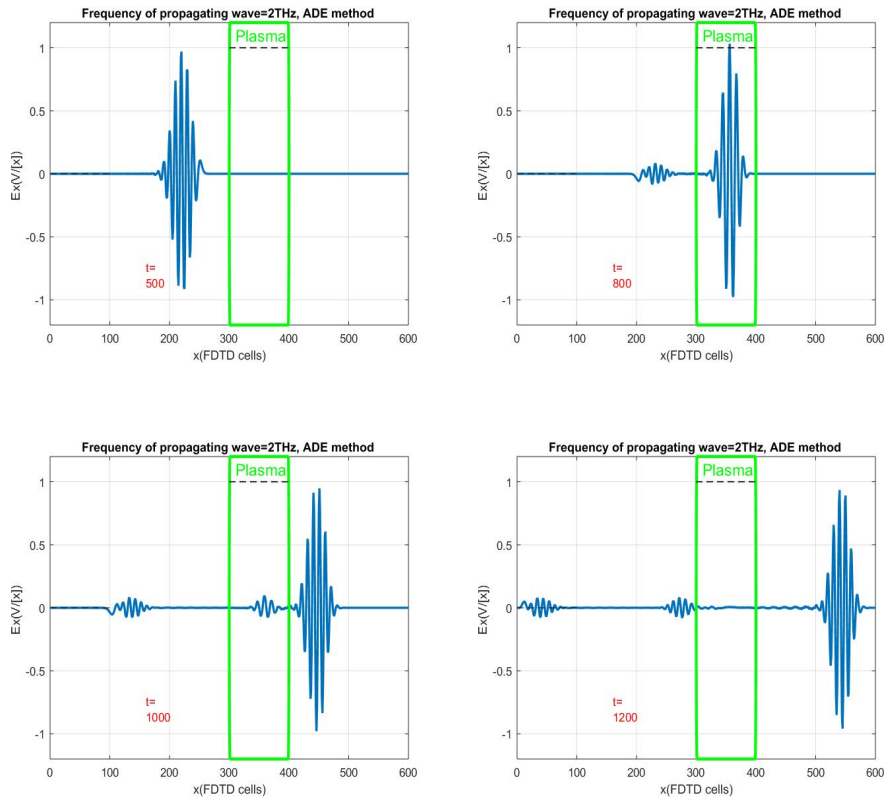 Frequency of propagating wave=2THz, ADE method
Plasma
1
0.5
0
-0.5
-1
Ex(V/[x])
t=
500
0 100 200 300 400 500 600
x(FDTD cells)
Frequency of propagating wave=2THz, ADE method
Plasma
1
0.5
0
-0.5
-1
Ex(V/[x])
t=
800
0 100 200 300 400 500 600
x(FDTD cells)
Frequency of propagating wave=2THz, ADE method
Plasma
1
0.5
0
-0.5
-1
Ex(V/[x])
t=
1000
0 100 200 300 400 500 600
x(FDTD cells)
Frequency of propagating wave=2THz, ADE method
Plasma
1
0.5
0
-0.5
-1
Ex(V/[x])
t=
1200
0 100 200 300 400 500 600
x(FDTD cells)